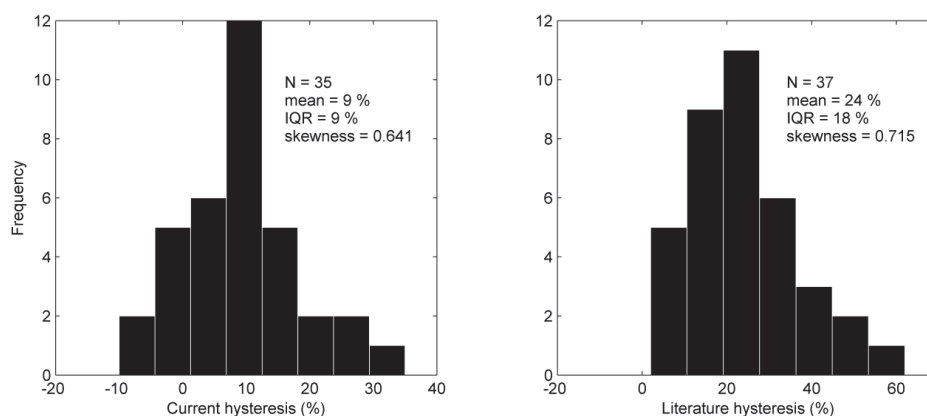 12
10
8
6
4
2
0
Frequency
-20
-10
0
10
20
30
40
Current hysteresis (%)
N = 35
mean = 9 %
IQR = 9 %
skewness = 0.641
12
10
8
6
4
2
0
-20
0
20
40
60
Literature hysteresis (%)
N = 37
mean = 24 %
IQR = 18 %
skewness = 0.715